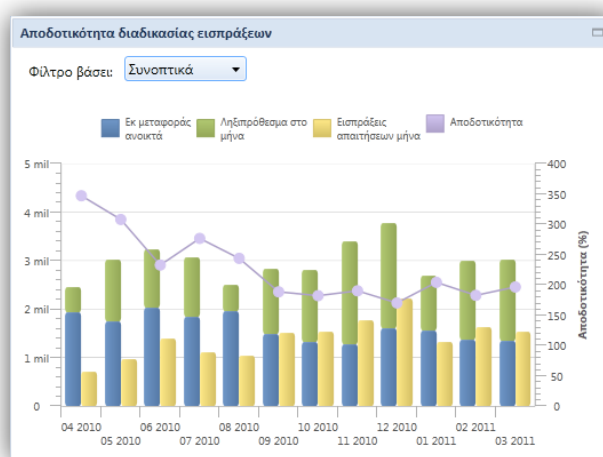 Αποδοτικότητα διαδικασίας εισπράξεων
Φίλτρο βάσει: Συνοπτικά
Εκ μεταφοράς ανοικτά
Ληξιπρόθεσμα στο μήνα
Εισπράξεις απαιτήσεων μήνα
Αποδοτικότητα
5 mil
4 mil
3 mil
2 mil
1 mil
0
400
350
300
250
200
150
100
50
0
Αποδοτικότητα (%)
04 2010
05 2010
06 2010
07 2010
08 2010
09 2010
10 2010
11 2010
12 2010
01 2011
02 2011
03 2011